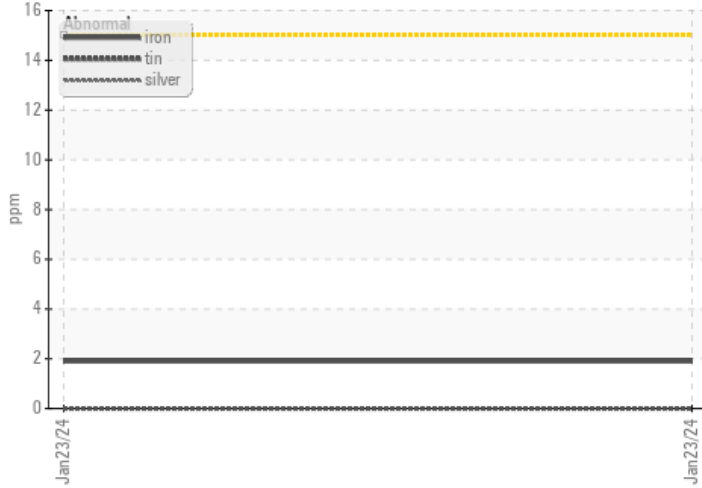 16
14
12
10
8
6
4
2
0
ppm
Abnormal
iron
tin
silver
Jan23/24
Jan23/24